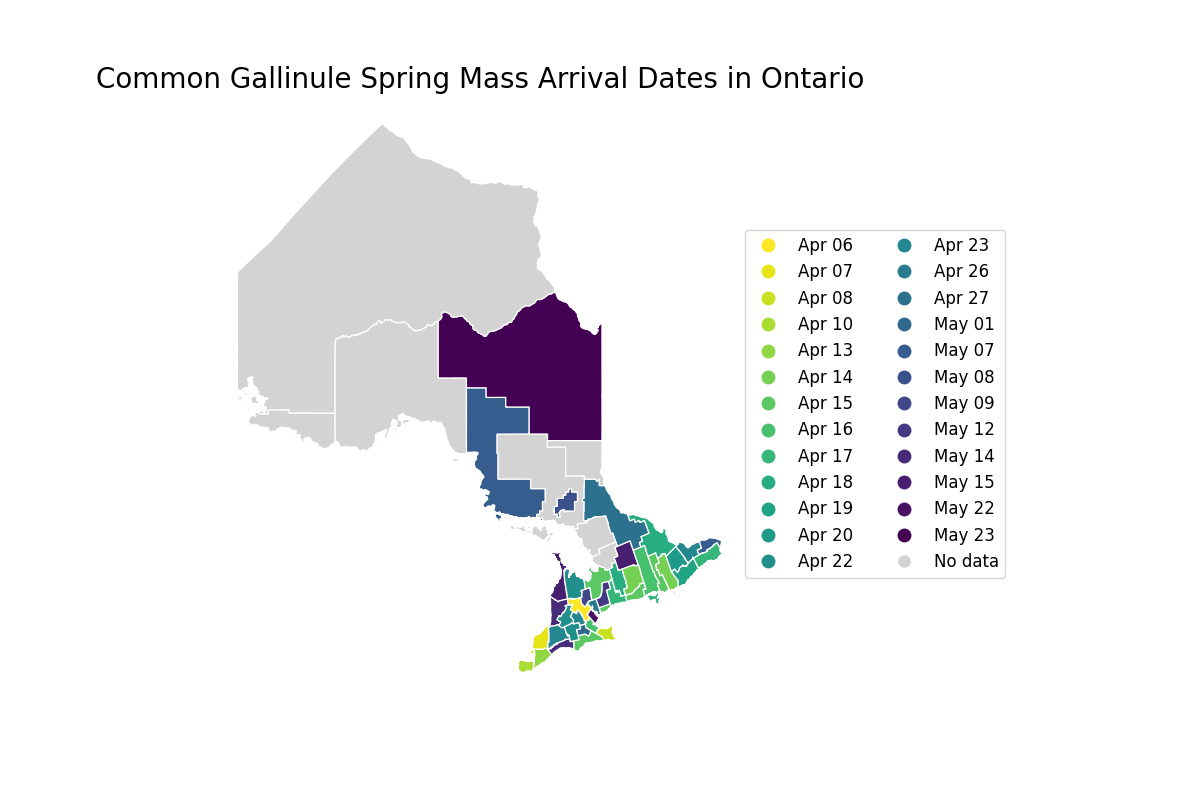 Common Gallinule Spring Mass Arrival Dates in Ontario
Apr 06
Apr 07
Apr 08
Apr 10
Apr 13
Apr 14
Apr 15
Apr 16
Apr 17
Apr 18
Apr 19
Apr 20
Apr 22
Apr 23
Apr 26
Apr 27
May 01
May 07
May 08
May 09
May 12
May 14
May 15
May 22
May 23
No data